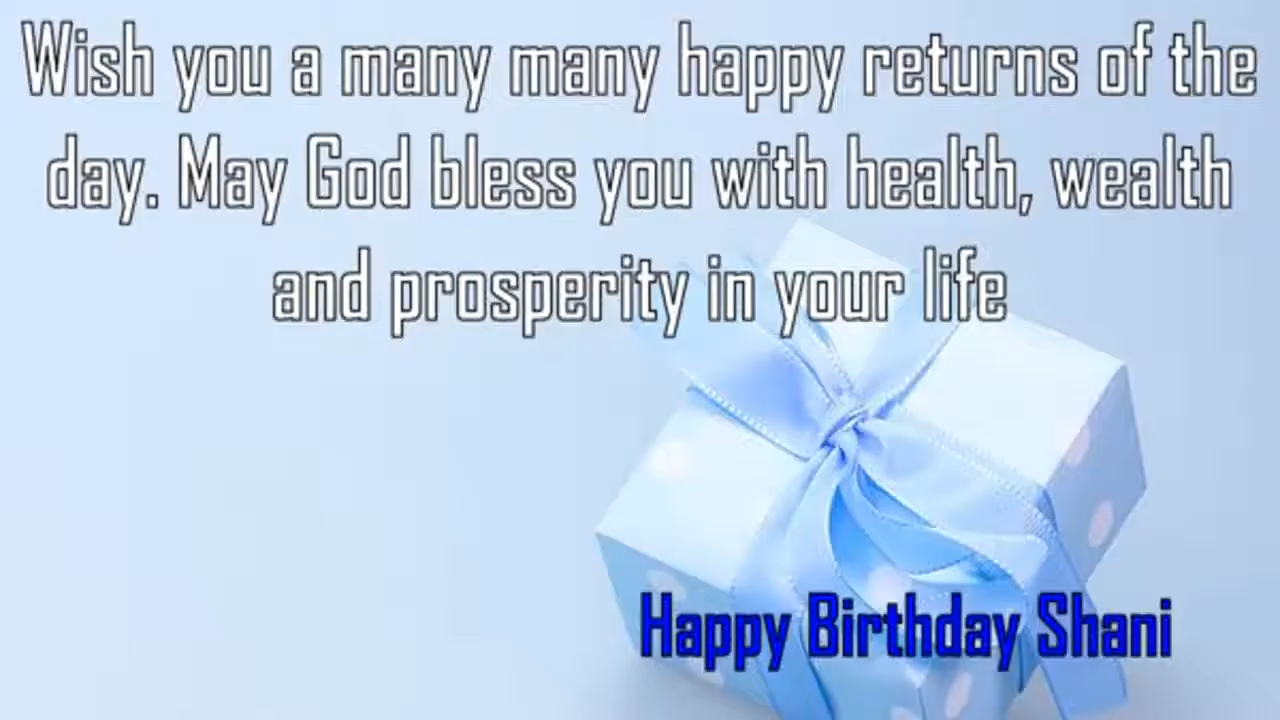 Wish you a many many happy returns of the
day. May God bless you with health, wealth
and prosperity in your life
Happy Birthday Shani